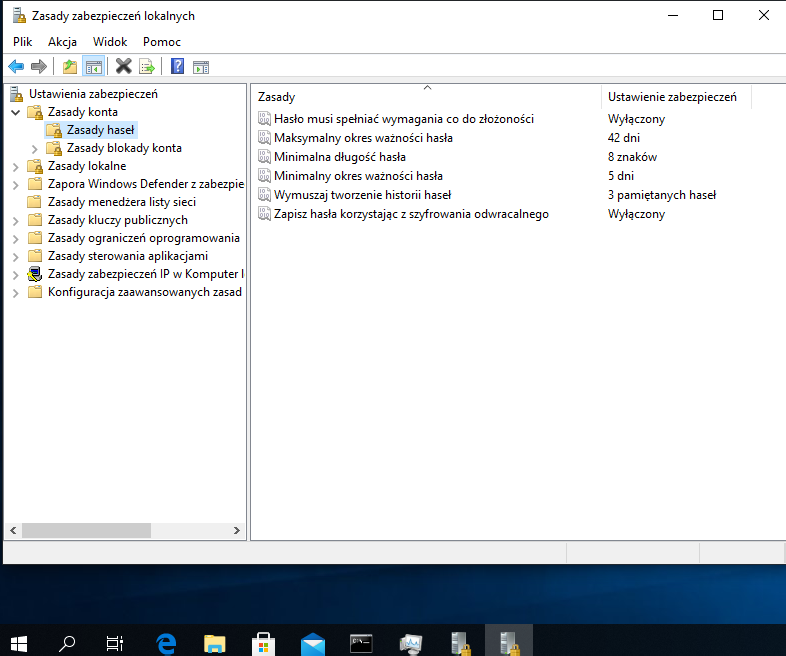 Zasady zabezpieczeń lokalnych
Plik Akcja Widok Pomoc
Ustawienia zabezpieczeń
Zasady konta
Zasady haseł
Zasady blokady konta
Zasady lokalne
Zapora Windows Defender z zabezpie
Zasady menedżera listy sieci
Zasady kluczy publicznych
Zasady ograniczeń oprogramowania
Zasady sterowania aplikacjami
Zasady zabezpieczeń IP w Komputer l
Konfiguracja zaawansowanych zasad
Zasady Ustawienie zabezpieczeń
Hasło musi spełniać wymagania co do złożoności Wyłączony
Maksymalny okres ważności hasła 42 dni
Minimalna długość hasła 8 znaków
Minimalny okres ważności hasła 5 dni
Wymuszaj tworzenie historii haseł 3 pamiętanych haseł
Zapisz hasła korzystając z szyfrowania odwracalnego Wyłączony